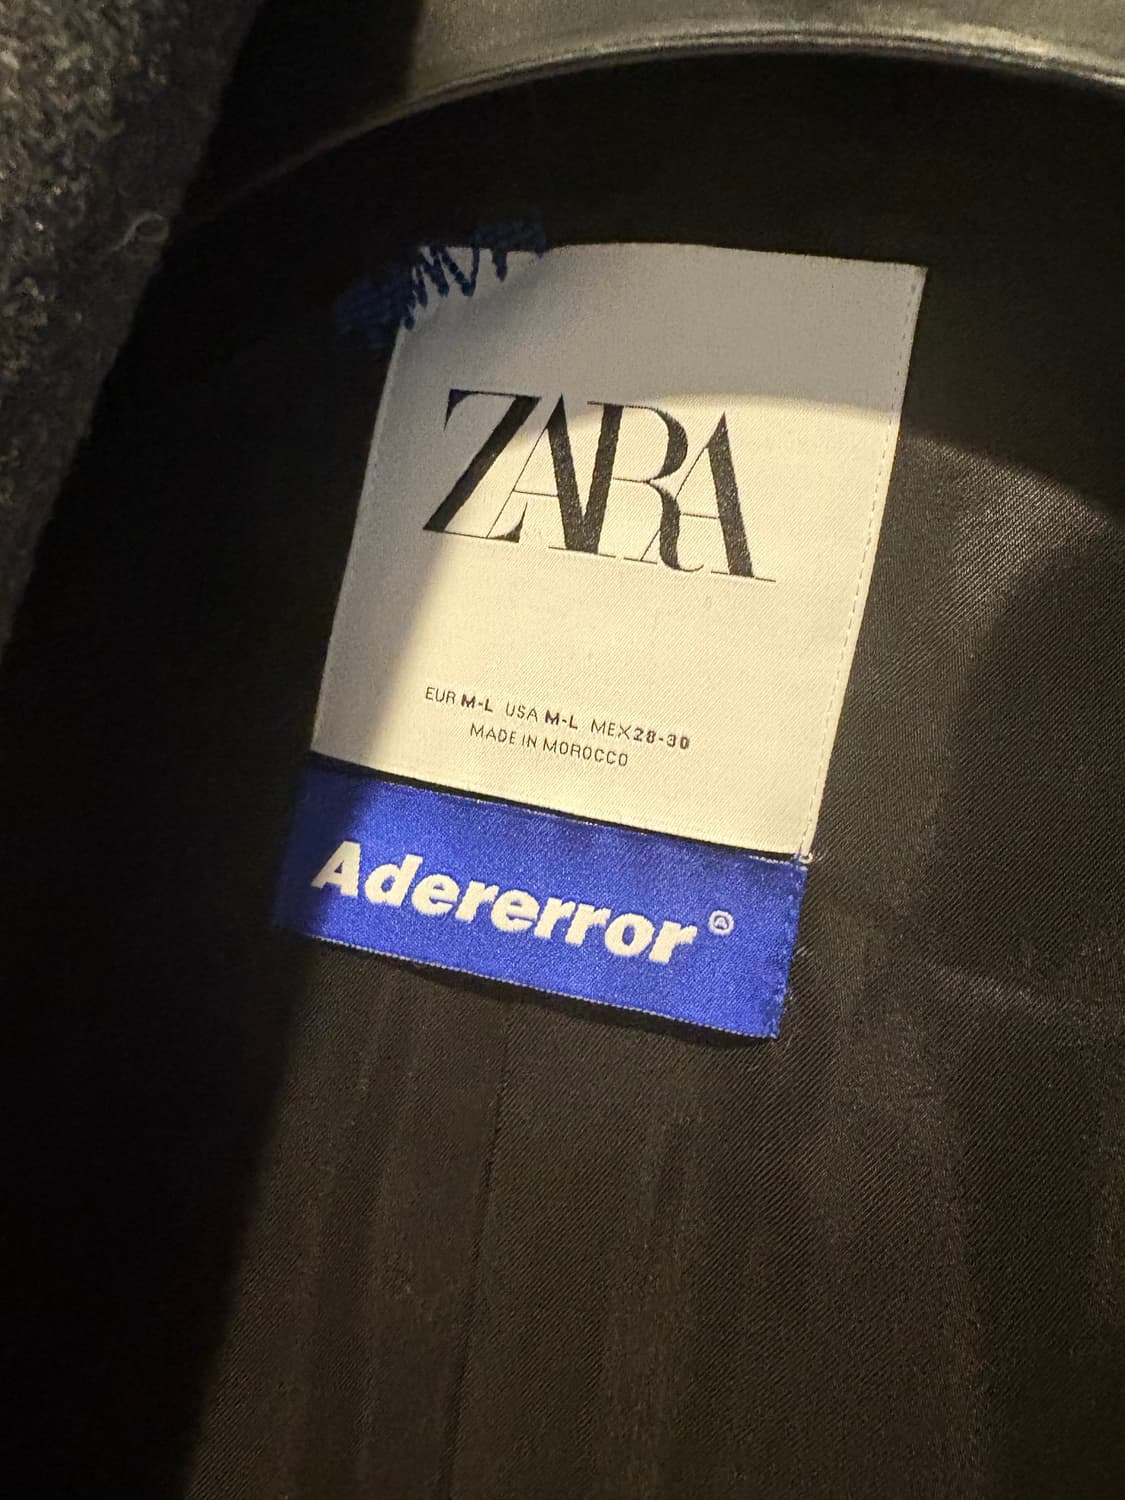 ZARA
EUR M-L USA M-L MEX 28-30
MADE IN MOROCCO
Adererror